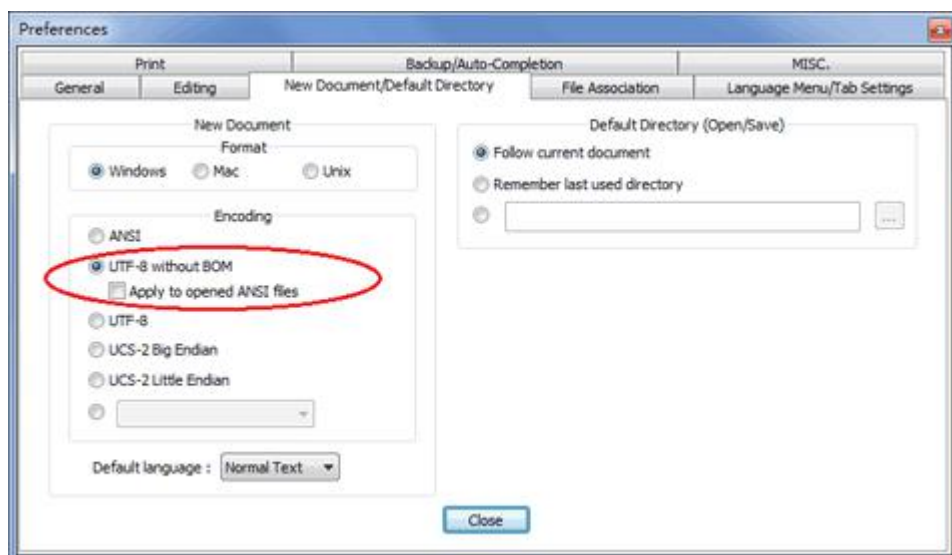 Preferences
Print Backup/Auto-Completion MISC.
General Editing New Document/Default Directory File Association Language Menu/Tab Settings
New Document
Format
Windows Mac Unix
Encoding
ANSI
UTF-8 without BOM
Apply to opened ANSI files
UTF-8
UCS-2 Big Endian
UCS-2 Little Endian
Default language : Normal Text
Default Directory (Open/Save)
Follow current document
Remember last used directory
...
Close